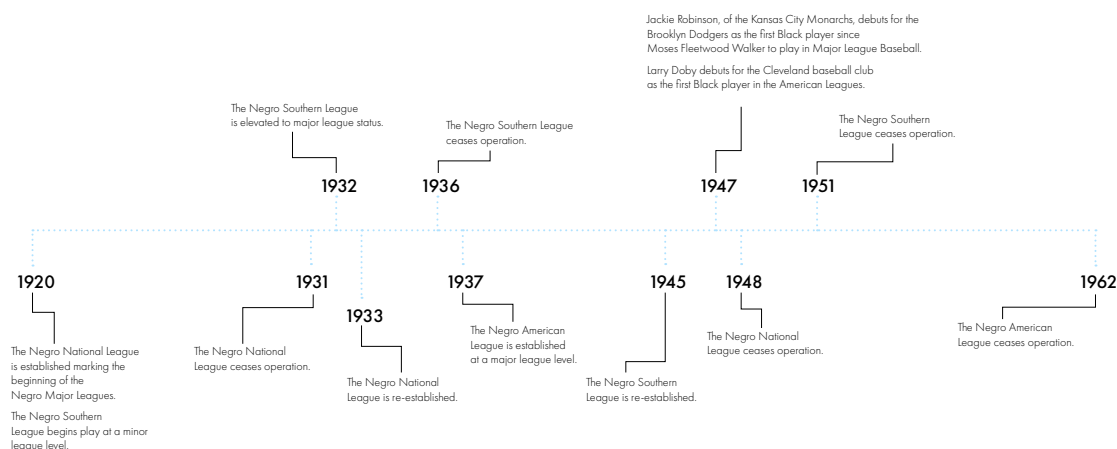 Jackie Robinson, of the Kansas City Monarchs, debuts for the
Brooklyn Dodgers as the first Black player since
Moses Fleetwood Walker to play in Major League Baseball.
Larry Doby debuts for the Cleveland baseball club
as the first Black player in the American Leagues.
The Negro Southern League
is elevated to major league status.
The Negro Southern League
ceases operation.
The Negro Southern
League ceases operation.
1932
1936
1947
1951
1920
1931
1933
1937
1945
1948
1962
The Negro National League
is established marking the
beginning of the
Negro Major Leagues.
The Negro Southern
League begins play at a minor
league level.
The Negro National
League ceases operation.
The Negro National
League is re-established.
The Negro American
League is established
at a major league level.
The Negro Southern
League is re-established.
The Negro National
League ceases operation.
The Negro American
League ceases operation.